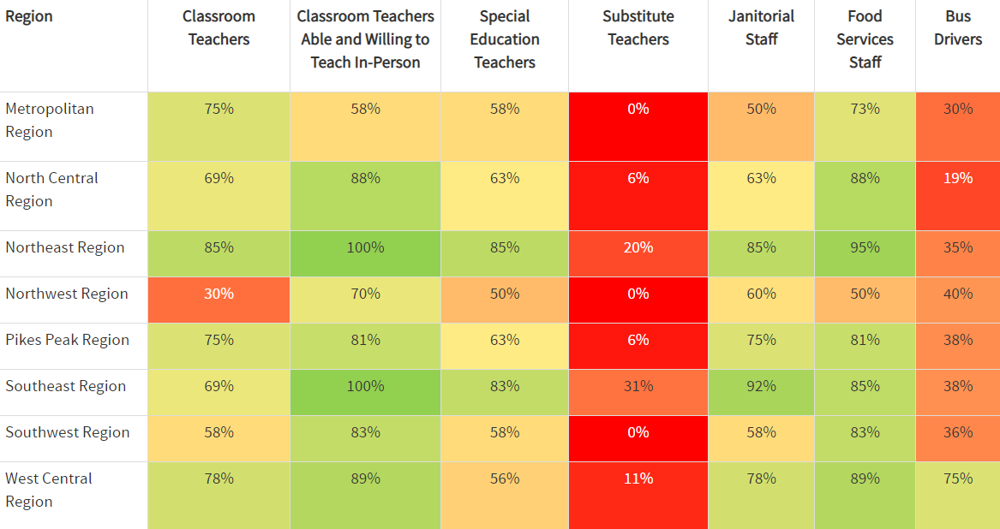 Region Classroom Teachers Classroom Teachers Able and Willing to Teach In-Person Special Education Teachers Substitute Teachers Janitorial Staff Food Services Staff Bus Drivers
Metropolitan Region 75% 58% 58% 0% 50% 73% 30%
North Central Region 69% 88% 63% 6% 63% 88% 19%
Northeast Region 85% 100% 85% 20% 85% 95% 35%
Northwest Region 30% 70% 50% 0% 60% 50% 40%
Pikes Peak Region 75% 81% 63% 6% 75% 81% 38%
Southeast Region 69% 100% 83% 31% 92% 85% 38%
Southwest Region 58% 83% 58% 0% 58% 83% 36%
West Central Region 78% 89% 56% 11% 78% 89% 75%